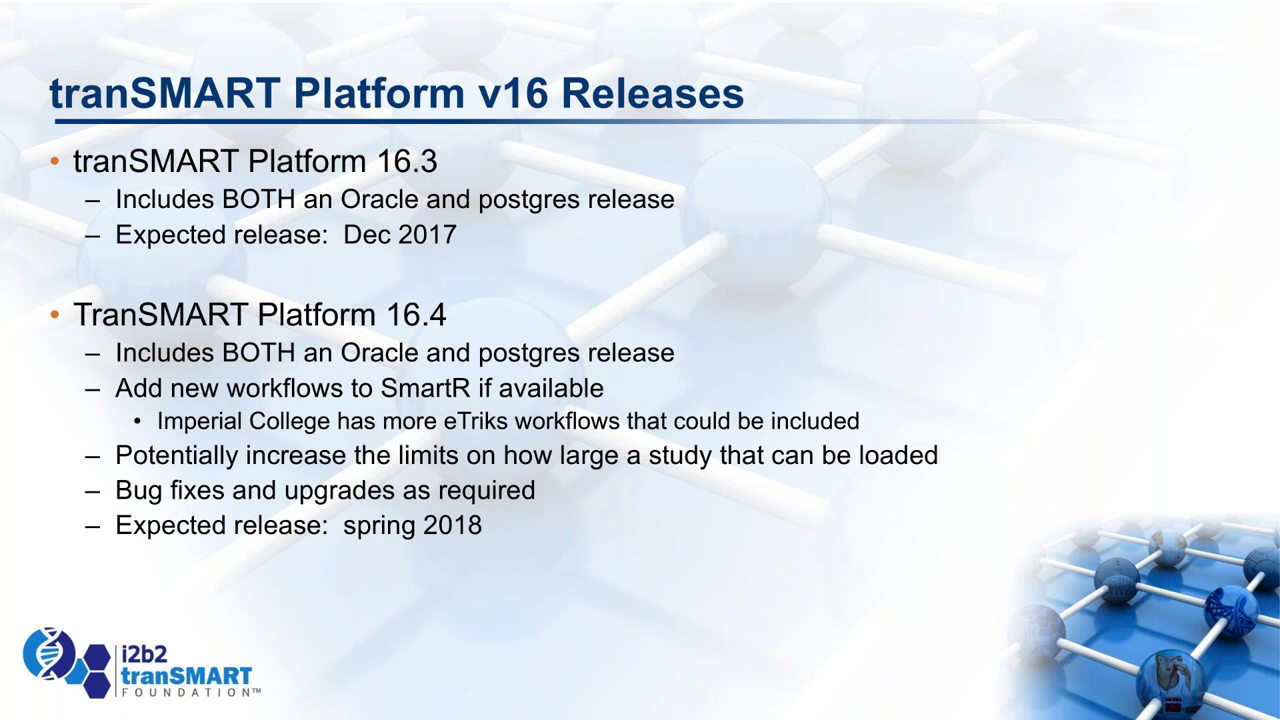 tranSMART Platform v16 Releases
• tranSMART Platform 16.3
– Includes BOTH an Oracle and postgres release
– Expected release: Dec 2017
• TranSMART Platform 16.4
– Includes BOTH an Oracle and postgres release
– Add new workflows to SmartR if available
• Imperial College has more eTriks workflows that could be included
– Potentially increase the limits on how large a study that can be loaded
– Bug fixes and upgrades as required
– Expected release: spring 2018
i2b2
tranSMART
FOUNDATION™